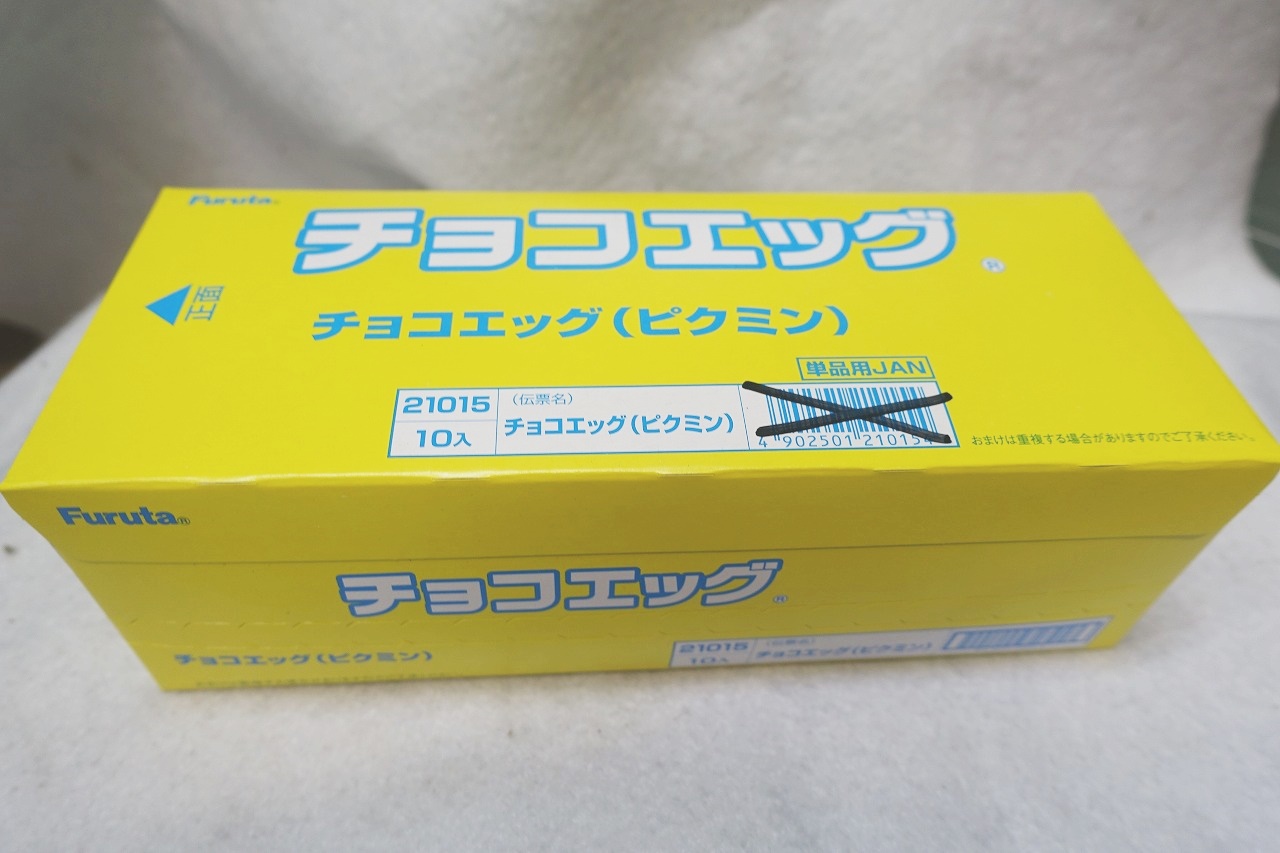 Furuta
チョコエッグ®
正面
チョコエッグ(ピクミン)
単品用JAN
21015
(伝票名)
チョコエッグ(ピクミン)
10入
4 902501 21015
おまけは重複する場合がありますのでご了承ください。
Furuta®
チョコエッグ®
チョコエッグ(ピクミン)
21015
(伝票名)
10入
チョコエッグ(ピクミン)